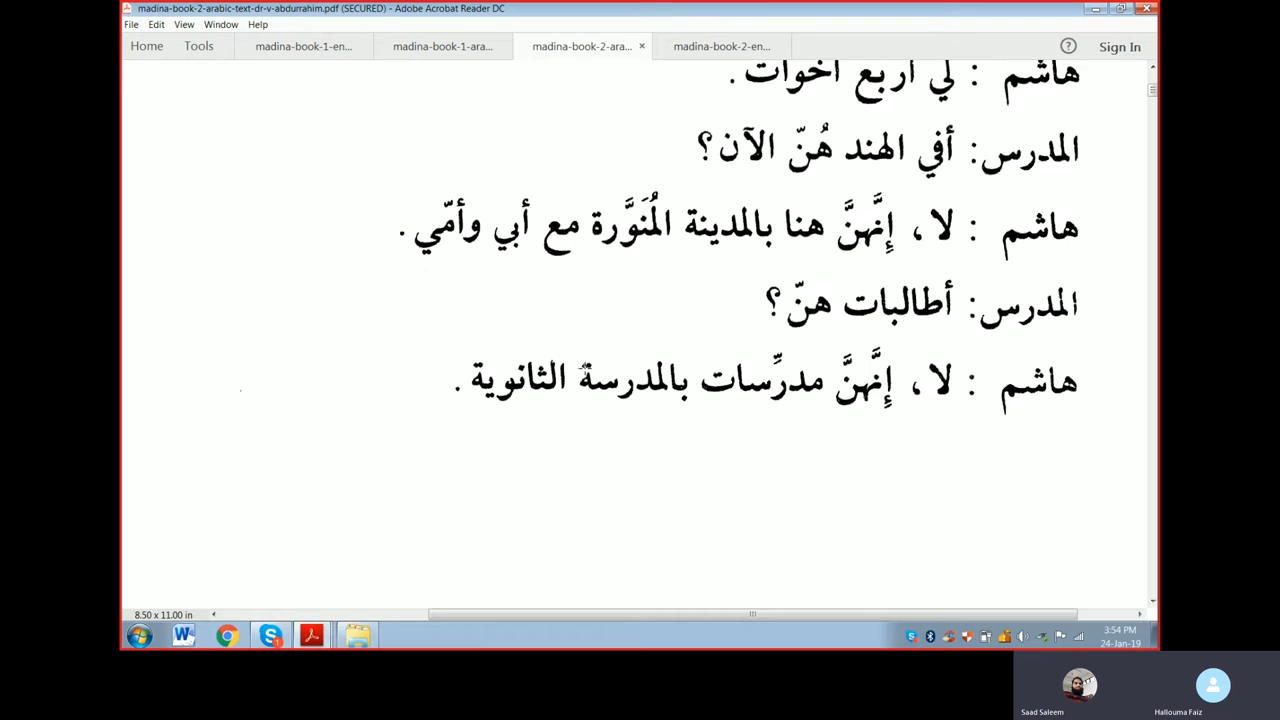 madina-book-2-arabic-text-dr-v-abdurrahim.pdf (SECURED) - Adobe Acrobat Reader DC
File Edit View Window Help
Home Tools madina-book-1-en... madina-book-1-ara... madina-book-2-ara... × madina-book-2-en... ? Sign In
هاشم : لي أربع أخوات .
المدرس: أفي الهند هُنّ الآن ؟
هاشم : لا، إِنَّهنَّ هنا بالمدينة المُنَوَّرة مع أبي وأمّي .
المدرس: أطالبات هنّ ؟
هاشم : لا، إِنَّهنَّ مدرِّسات بالمدرسة الثانوية .
8.50 x 11.00 in
3:54 PM
24-Jan-19
Saad Saleem
Hallouma Faiz